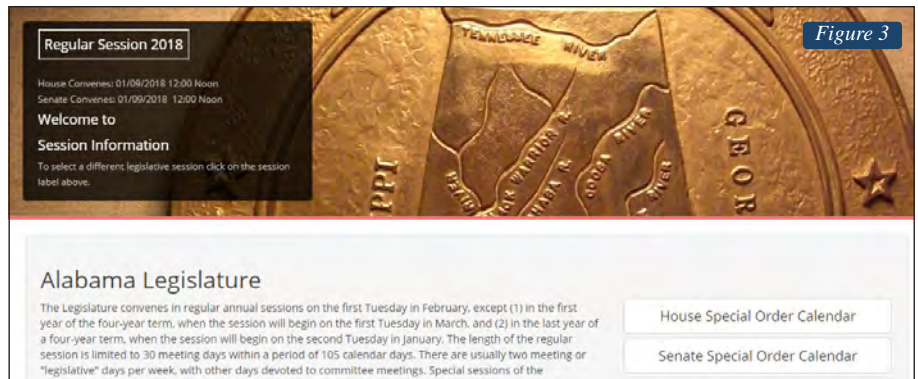 Figure 3
Regular Session 2018
House Convenes: 01/09/2018 12:00 Noon
Senate Convenes: 01/09/2018 12:00 Noon
Welcome to
Session Information
To select a different legislative session click on the session
label above.
TENNESSEE RIVER
WARRIOR R.
COOSA RIVER
RIVER
IPPI
GEOR
Alabama Legislature
The Legislature convenes in regular annual sessions on the first Tuesday in February, except (1) in the first
year of the four-year term, when the session will begin on the first Tuesday in March, and (2) in the last year of
a four-year term, when the session will begin on the second Tuesday in January. The length of the regular
session is limited to 30 meeting days within a period of 105 calendar days. There are usually two meeting or
"legislative" days per week, with other days devoted to committee meetings. Special sessions of the
House Special Order Calendar
Senate Special Order Calendar